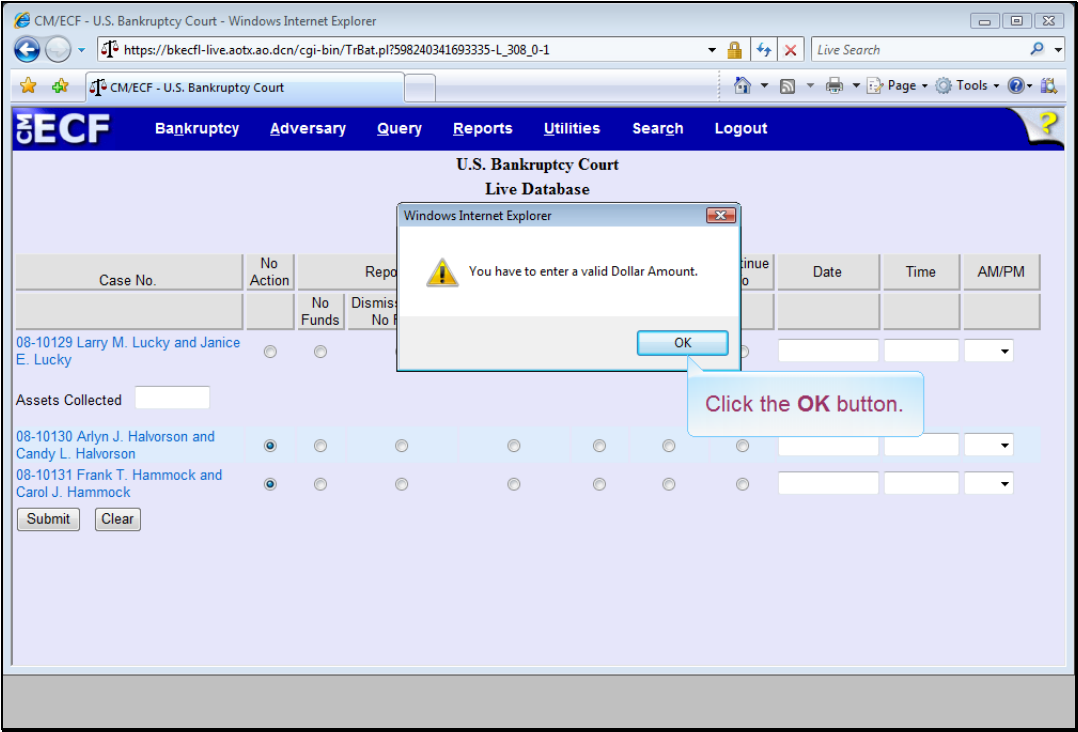 CM/ECF - U.S. Bankruptcy Court - Windows Internet Explorer
https://bkecfl-live.aotx.ao.dcn/cgi-bin/TrBat.pl?598240341693335-L_308_0-1
Live Search
CM/ECF - U.S. Bankruptcy Court
Page
Tools
CM ECF Bankruptcy Adversary Query Reports Utilities Search Logout ?
U.S. Bankruptcy Court
Live Database
Windows Internet Explorer
You have to enter a valid Dollar Amount.
OK
Click the OK button.
Case No. No Action Date Time AM/PM
No Funds
08-10129 Larry M. Lucky and Janice
E. Lucky
Assets Collected
08-10130 Arlyn J. Halvorson and
Candy L. Halvorson
08-10131 Frank T. Hammock and
Carol J. Hammock
Submit Clear